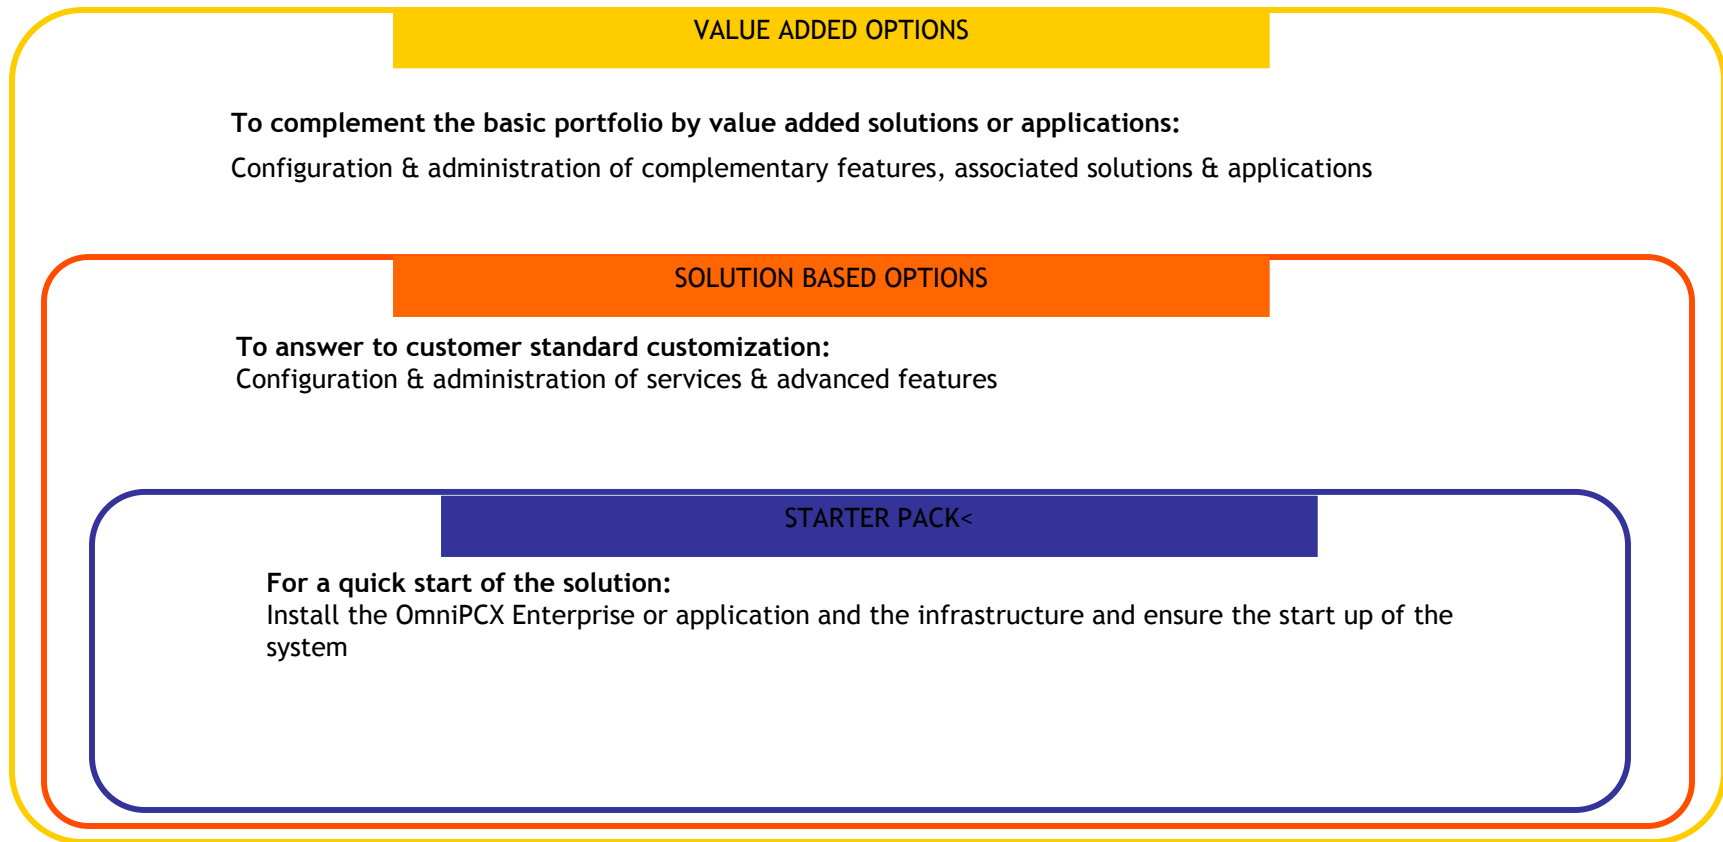 VALUE ADDED OPTIONS
To complement the basic portfolio by value added solutions or applications:
Configuration & administration of complementary features, associated solutions & applications
SOLUTION BASED OPTIONS
To answer to customer standard customization:
Configuration & administration of services & advanced features
STARTER PACK<
For a quick start of the solution:
Install the OmniPCX Enterprise or application and the infrastructure and ensure the start up of the
system